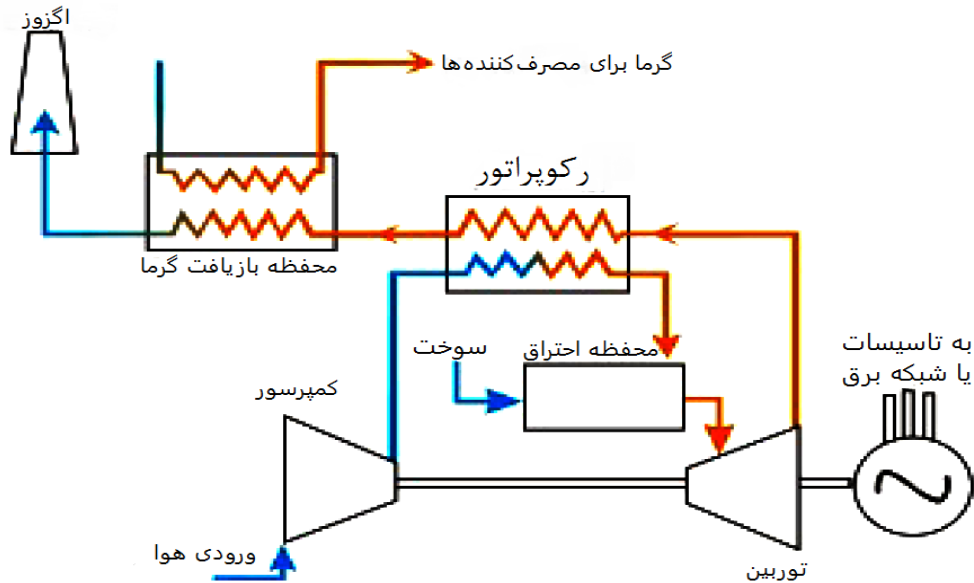 اگزوز
گرما برای مصرف‌کننده‌ها
رکوپراتور
محفظه بازیافت گرما
به تاسیسات
یا شبکه برق
محفظه احتراق
سوخت
کمپرسور
ورودی هوا
توربین